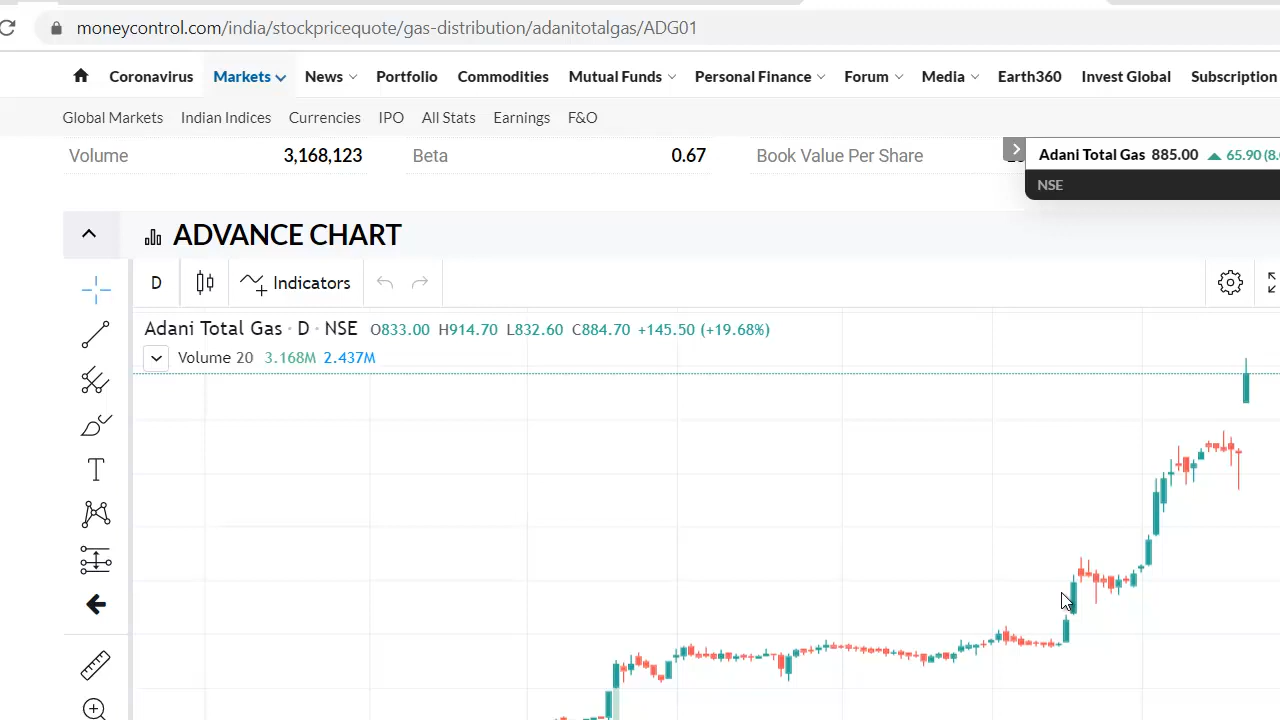 moneycontrol.com/india/stockpricequote/gas-distribution/adanitotalgas/ADG01
Coronavirus Markets News Portfolio Commodities Mutual Funds Personal Finance Forum Media Earth360 Invest Global Subscription
Global Markets Indian Indices Currencies IPO All Stats Earnings F&O
Volume 3,168,123 Beta 0.67 Book Value Per Share
Adani Total Gas 885.00 65.90 (8.
NSE
ADVANCE CHART
D Indicators
Adani Total Gas · D · NSE O833.00 H914.70 L832.60 C884.70 +145.50 (+19.68%)
Volume 20 3.168M 2.437M
T